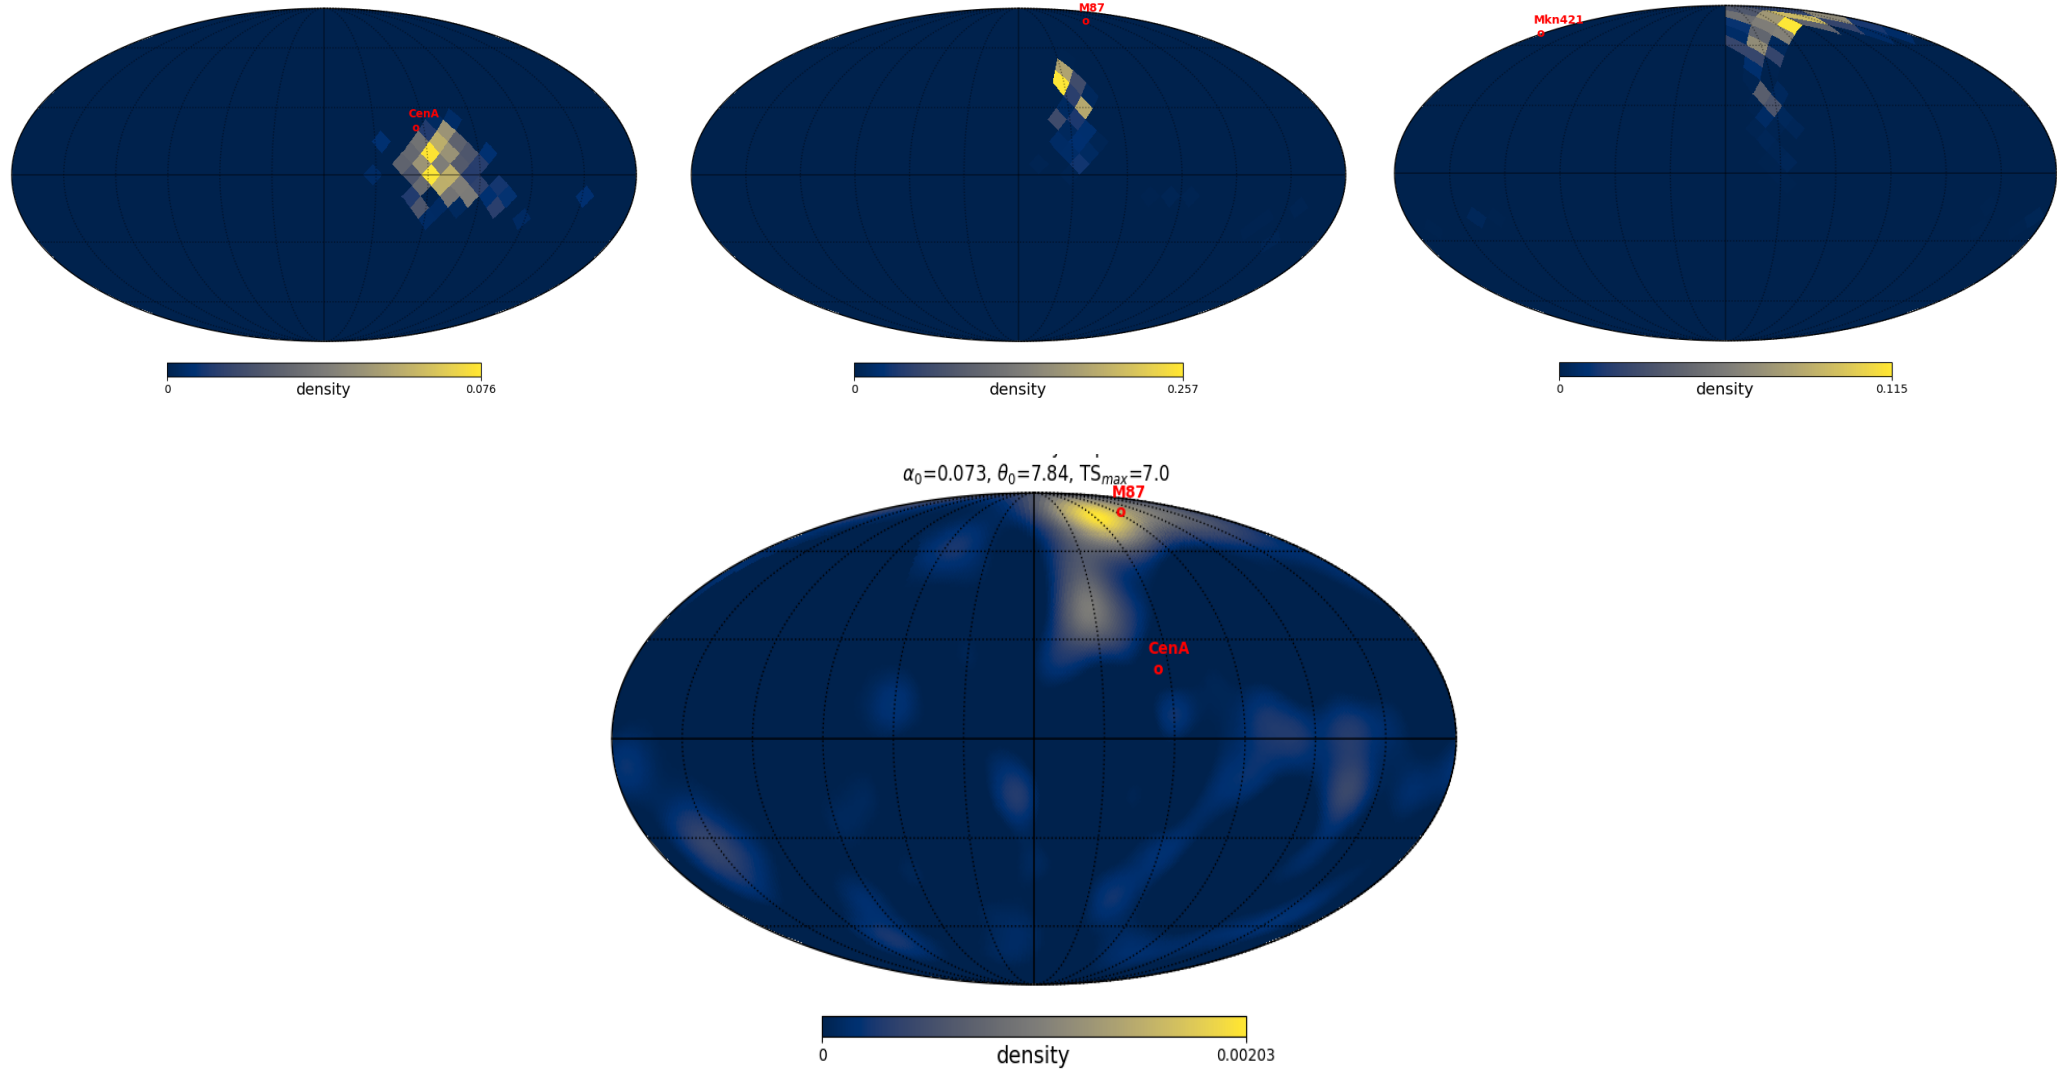 M87
Mkn421
CenA
0 0.076
density
0 0.257
density
0 0.115
density
α₀=0.073, θ₀=7.84, TSₘₐₓ=7.0
M87
CenA
0 0.00203
density